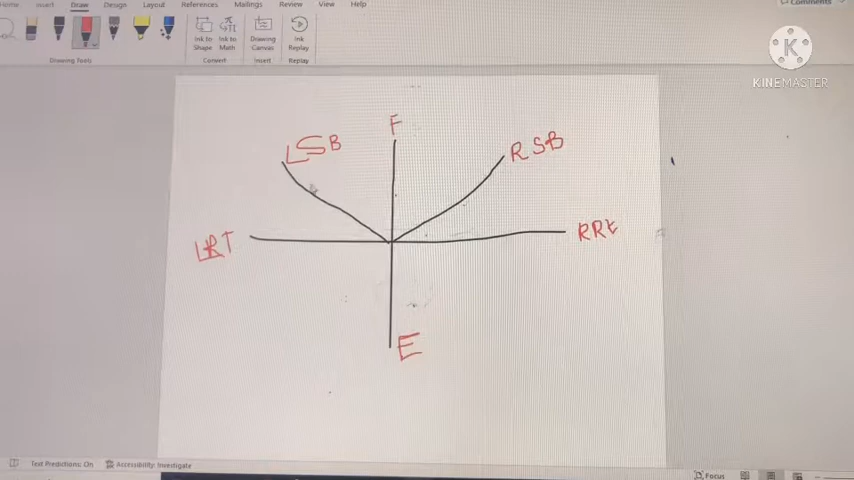 Home Insert Draw Design Layout References Mailings Review View Help
Comments
Ink to Shape
Ink to Math
Drawing Canvas
Ink Replay
Drawing Tools
Convert
Insert
Replay
KINEMASTER
F
LSB
RSB
LRT
RRt
E
Text Predictions: On
Accessibility: Investigate
Focus